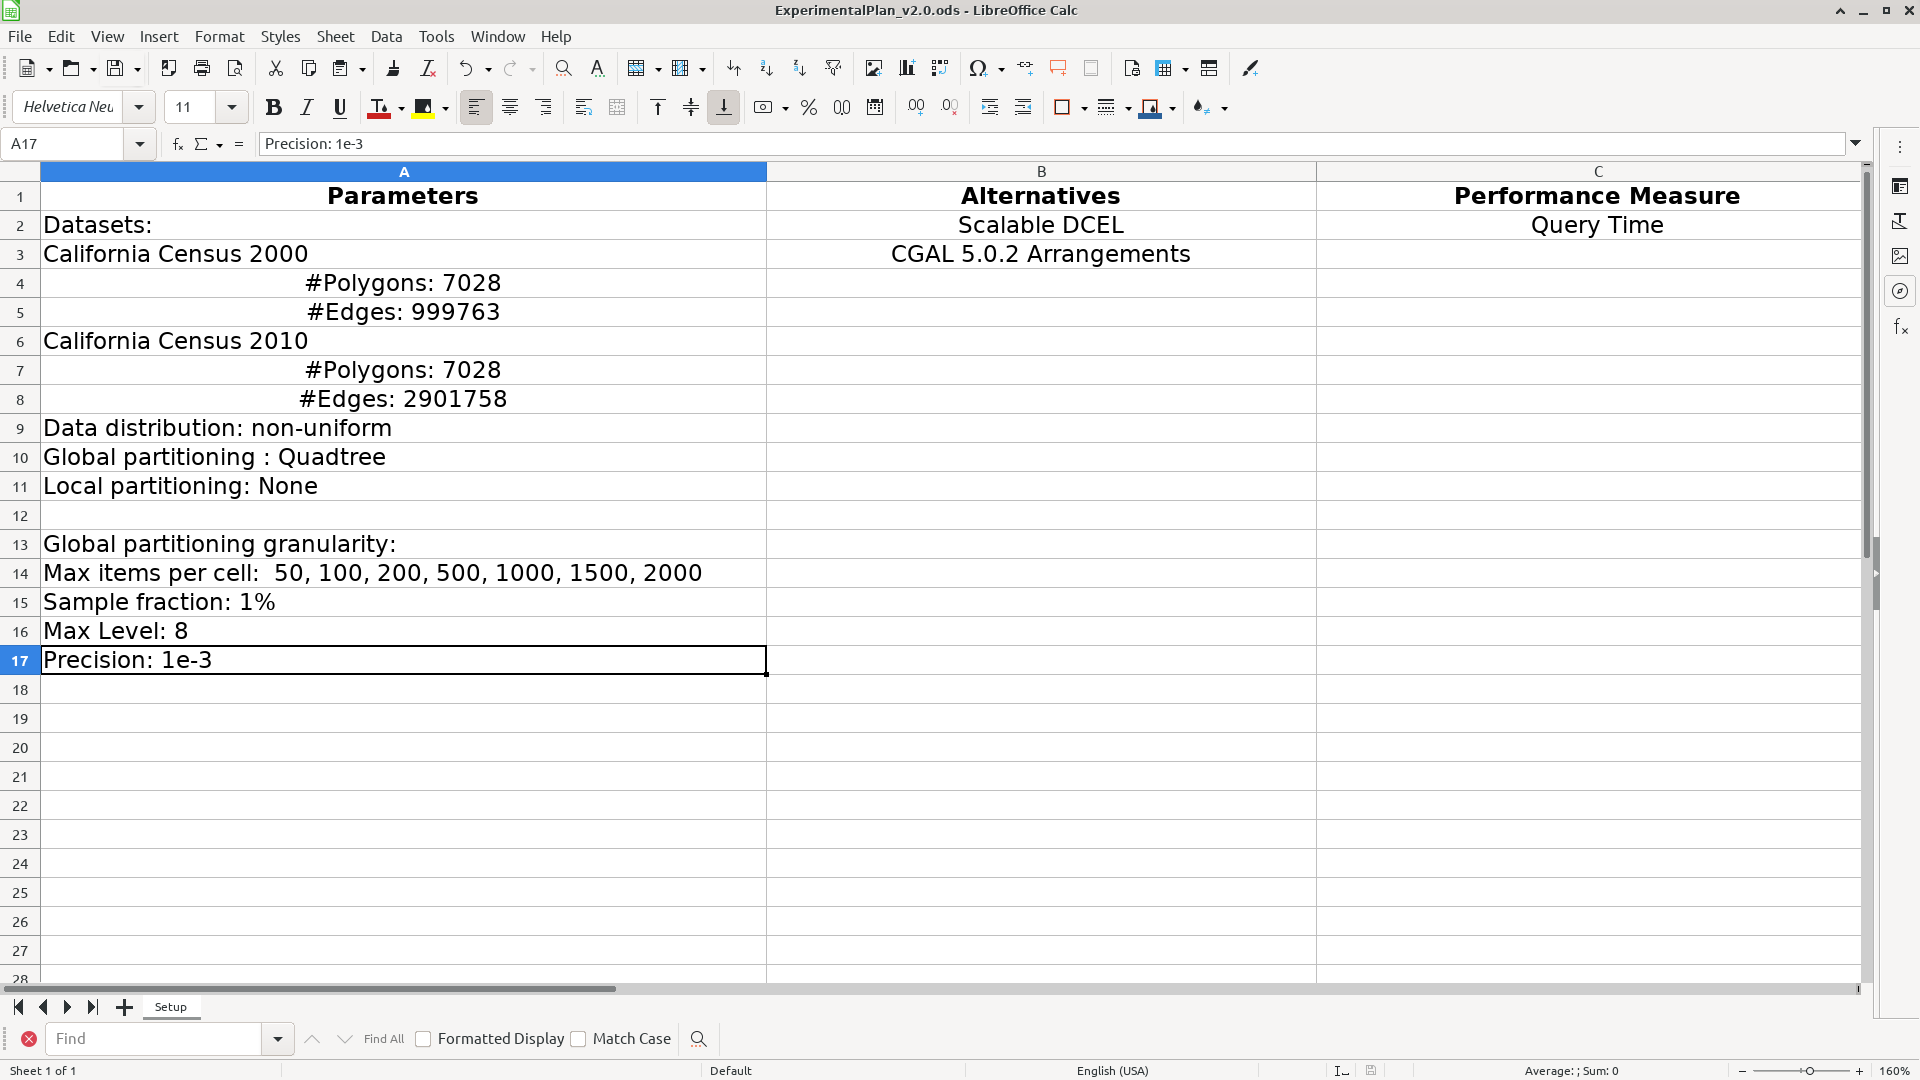 ExperimentalPlan_v2.0.ods - LibreOffice Calc
File Edit View Insert Format Styles Sheet Data Tools Window Help
Helvetica Neu 11
A17 Precision: 1e-3
A B C
1 Parameters Alternatives Performance Measure
2 Datasets: Scalable DCEL Query Time
3 California Census 2000 CGAL 5.0.2 Arrangements
4 #Polygons: 7028
5 #Edges: 999763
6 California Census 2010
7 #Polygons: 7028
8 #Edges: 2901758
9 Data distribution: non-uniform
10 Global partitioning : Quadtree
11 Local partitioning: None
12
13 Global partitioning granularity:
14 Max items per cell:  50, 100, 200, 500, 1000, 1500, 2000
15 Sample fraction: 1%
16 Max Level: 8
17 Precision: 1e-3
18
19
20
21
22
23
24
25
26
27
28
Setup
Find Find All Formatted Display Match Case
Sheet 1 of 1 Default English (USA) Average: ; Sum: 0 160%